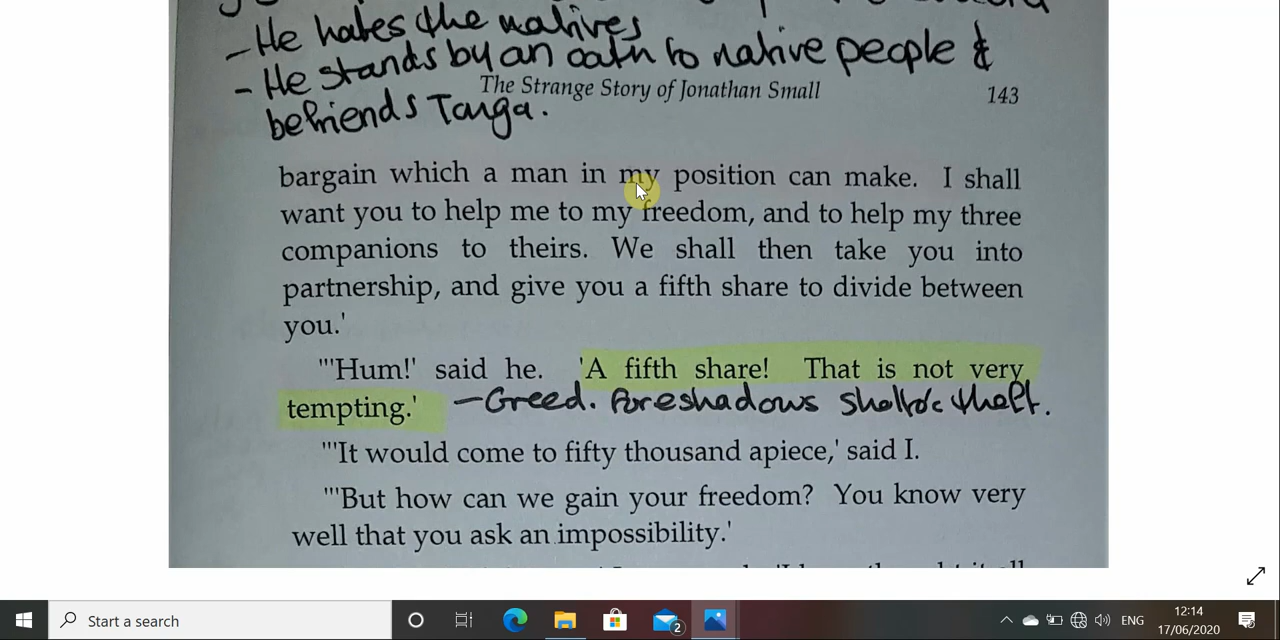 - He hates the natives
- He stands by an oath to native people &
The Strange Story of Jonathan Small 143
befriends Tonga.
bargain which a man in my position can make. I shall
want you to help me to my freedom, and to help my three
companions to theirs. We shall then take you into
partnership, and give you a fifth share to divide between
you.'
"'Hum!' said he. 'A fifth share! That is not very
tempting.' - Greed. Foreshadows Sholto's theft.
"'It would come to fifty thousand apiece,' said I.
"'But how can we gain your freedom? You know very
well that you ask an impossibility.'
Start a search
2
ENG
12:14
17/06/2020